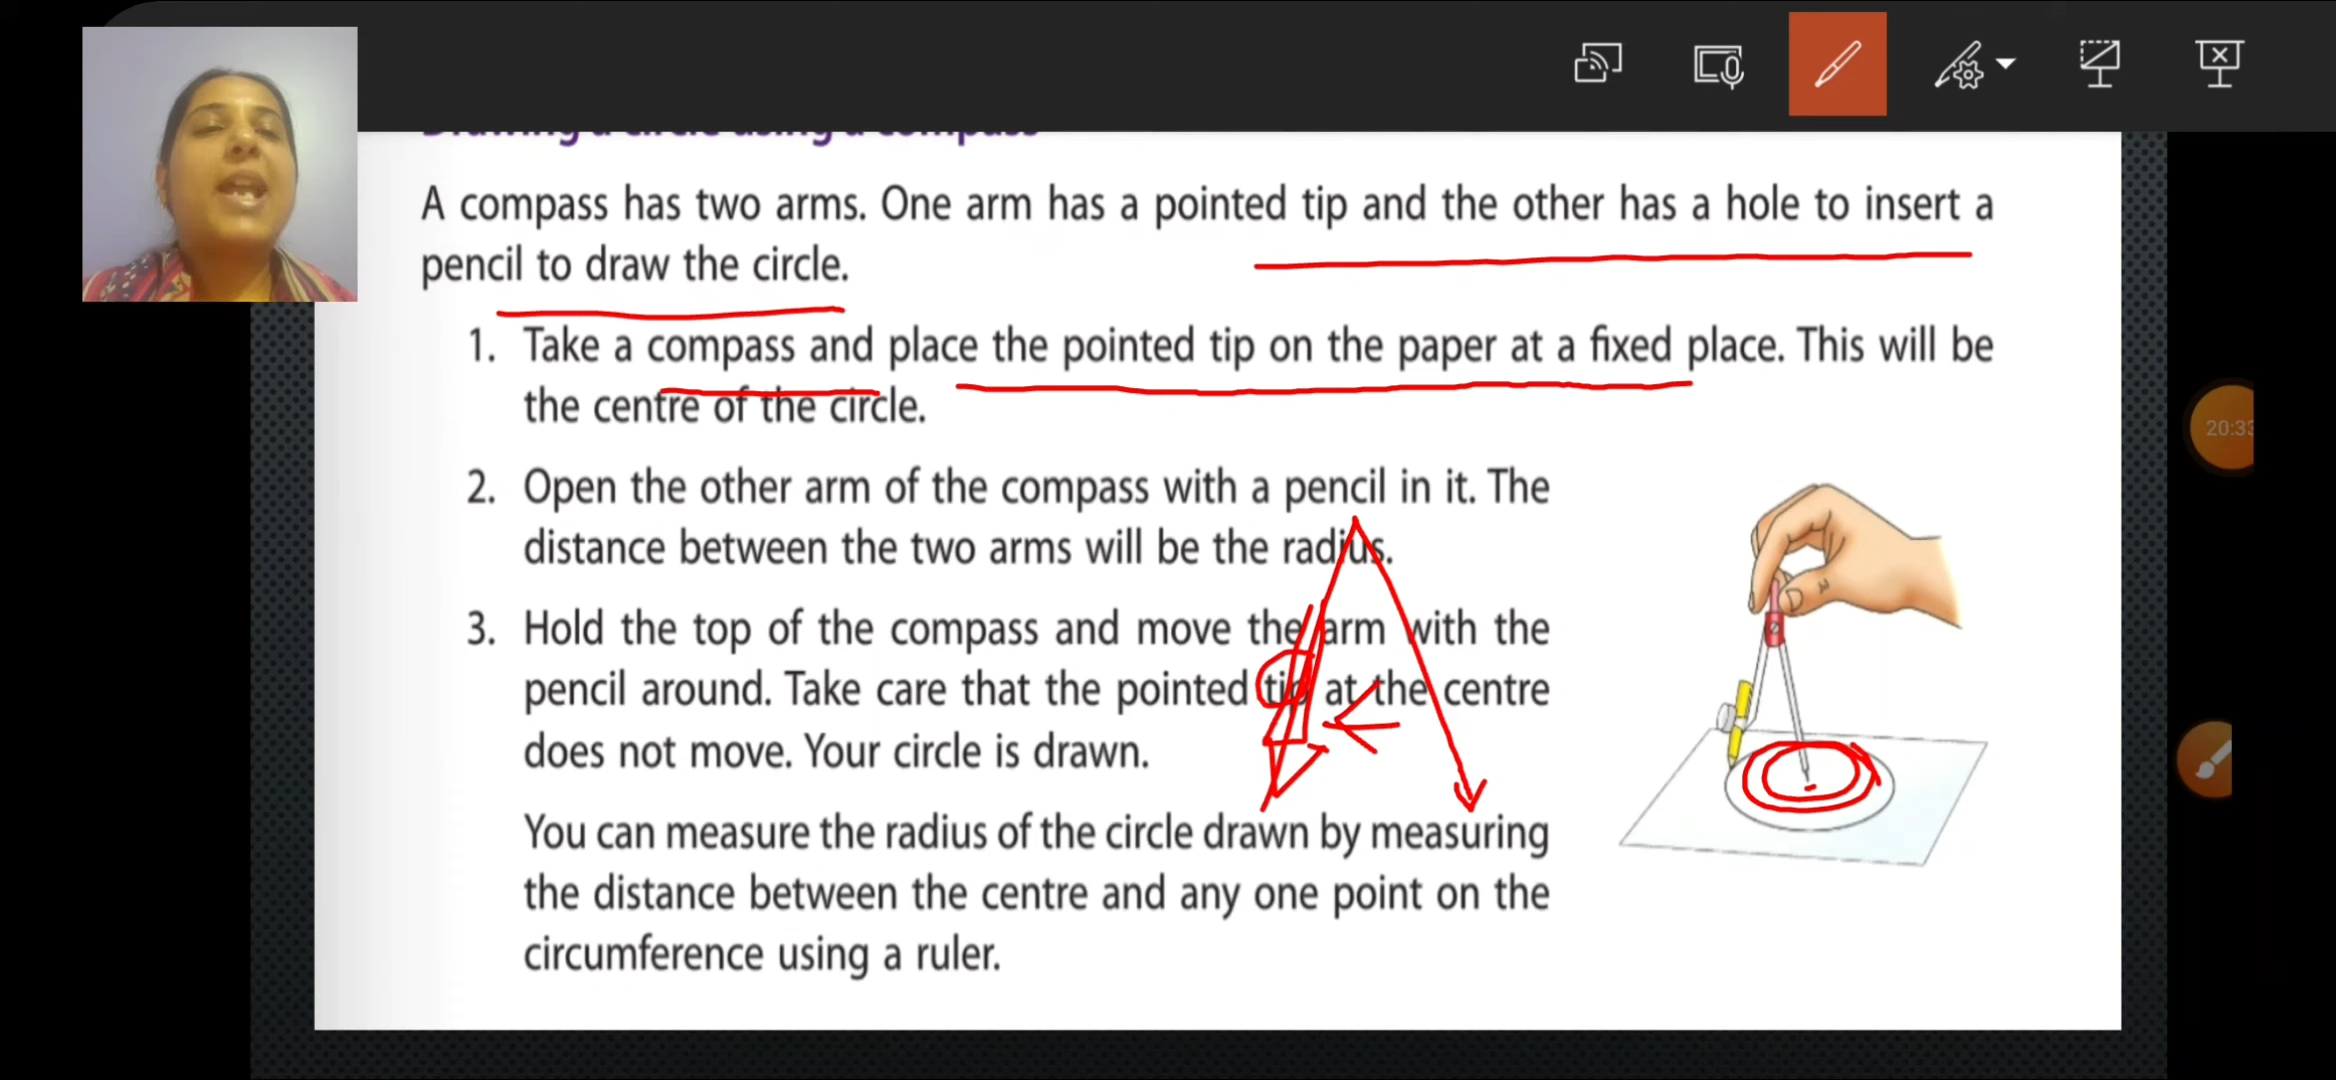 Drawing a circle using a compass
A compass has two arms. One arm has a pointed tip and the other has a hole to insert a
pencil to draw the circle.
1. Take a compass and place the pointed tip on the paper at a fixed place. This will be
the centre of the circle.
2. Open the other arm of the compass with a pencil in it. The
distance between the two arms will be the radius.
3. Hold the top of the compass and move the arm with the
pencil around. Take care that the pointed tip at the centre
does not move. Your circle is drawn.
You can measure the radius of the circle drawn by measuring
the distance between the centre and any one point on the
circumference using a ruler.
20:33